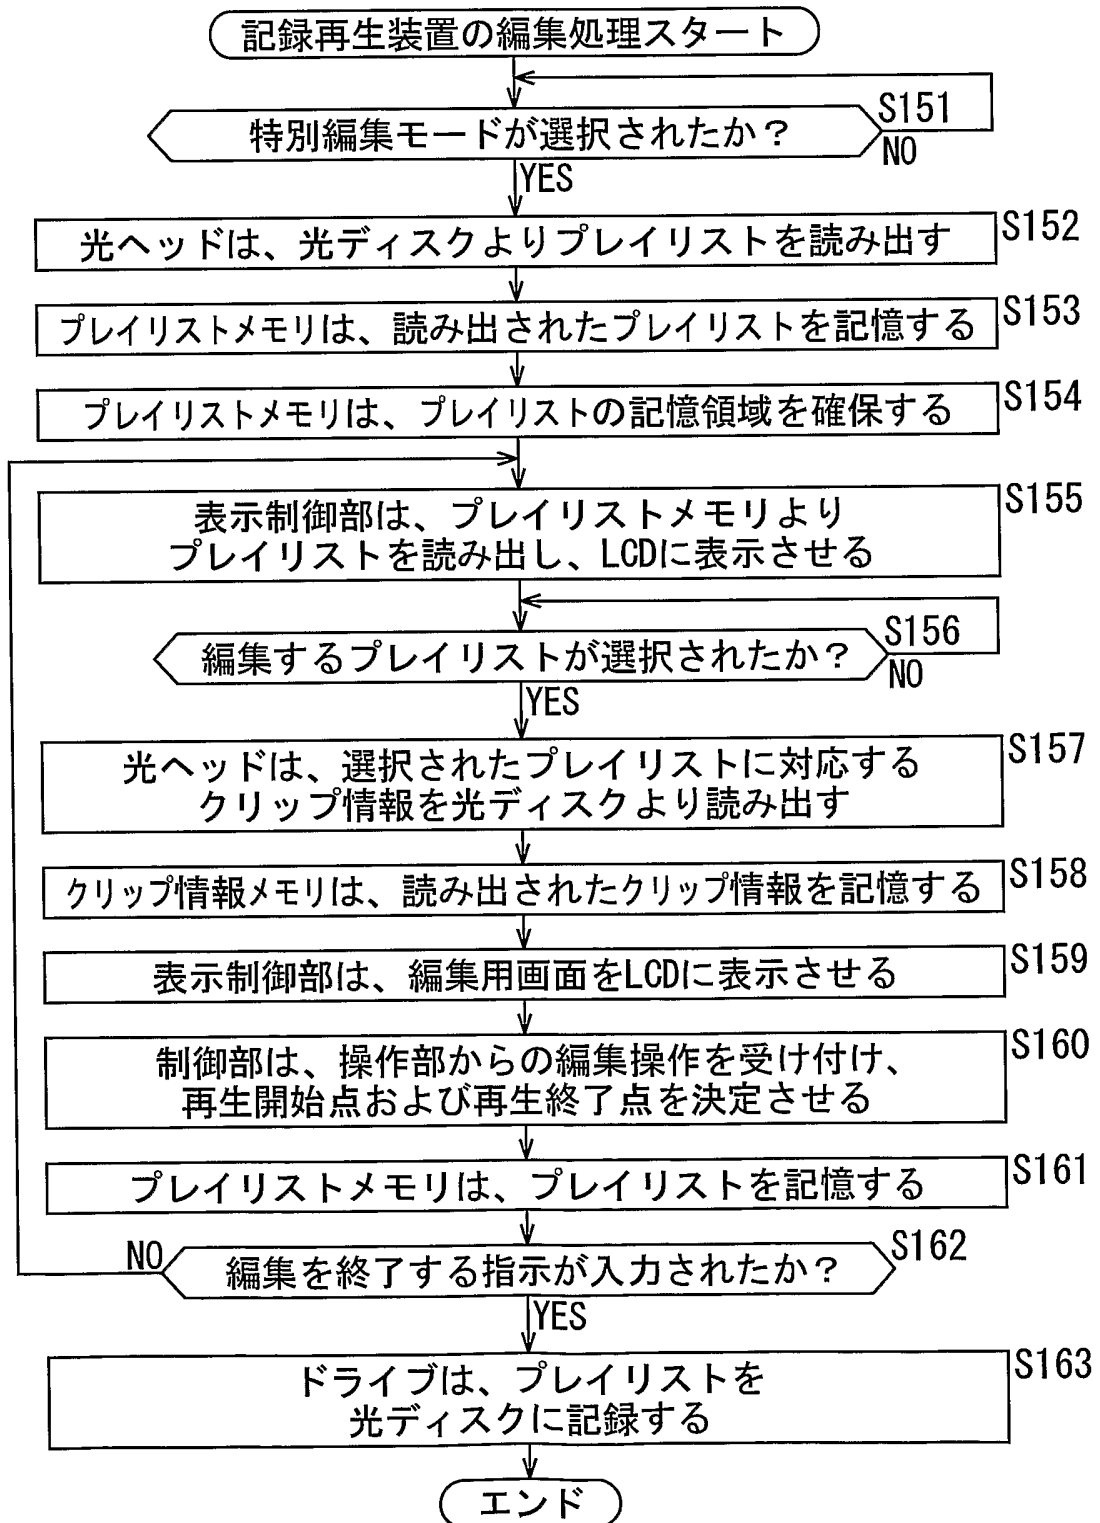 記録再生装置の編集処理スタート
特別編集モードが選択されたか？
S151
NO
YES
光ヘッドは、光ディスクよりプレイリストを読み出す
S152
プレイリストメモリは、読み出されたプレイリストを記憶する
S153
プレイリストメモリは、プレイリストの記憶領域を確保する
S154
表示制御部は、プレイリストメモリより
プレイリストを読み出し、LCDに表示させる
S155
編集するプレイリストが選択されたか？
S156
NO
YES
光ヘッドは、選択されたプレイリストに対応する
クリップ情報を光ディスクより読み出す
S157
クリップ情報メモリは、読み出されたクリップ情報を記憶する
S158
表示制御部は、編集用画面をLCDに表示させる
S159
制御部は、操作部からの編集操作を受け付け、
再生開始点および再生終了点を決定させる
S160
プレイリストメモリは、プレイリストを記憶する
S161
NO
編集を終了する指示が入力されたか？
S162
YES
ドライブは、プレイリストを
光ディスクに記録する
S163
エンド